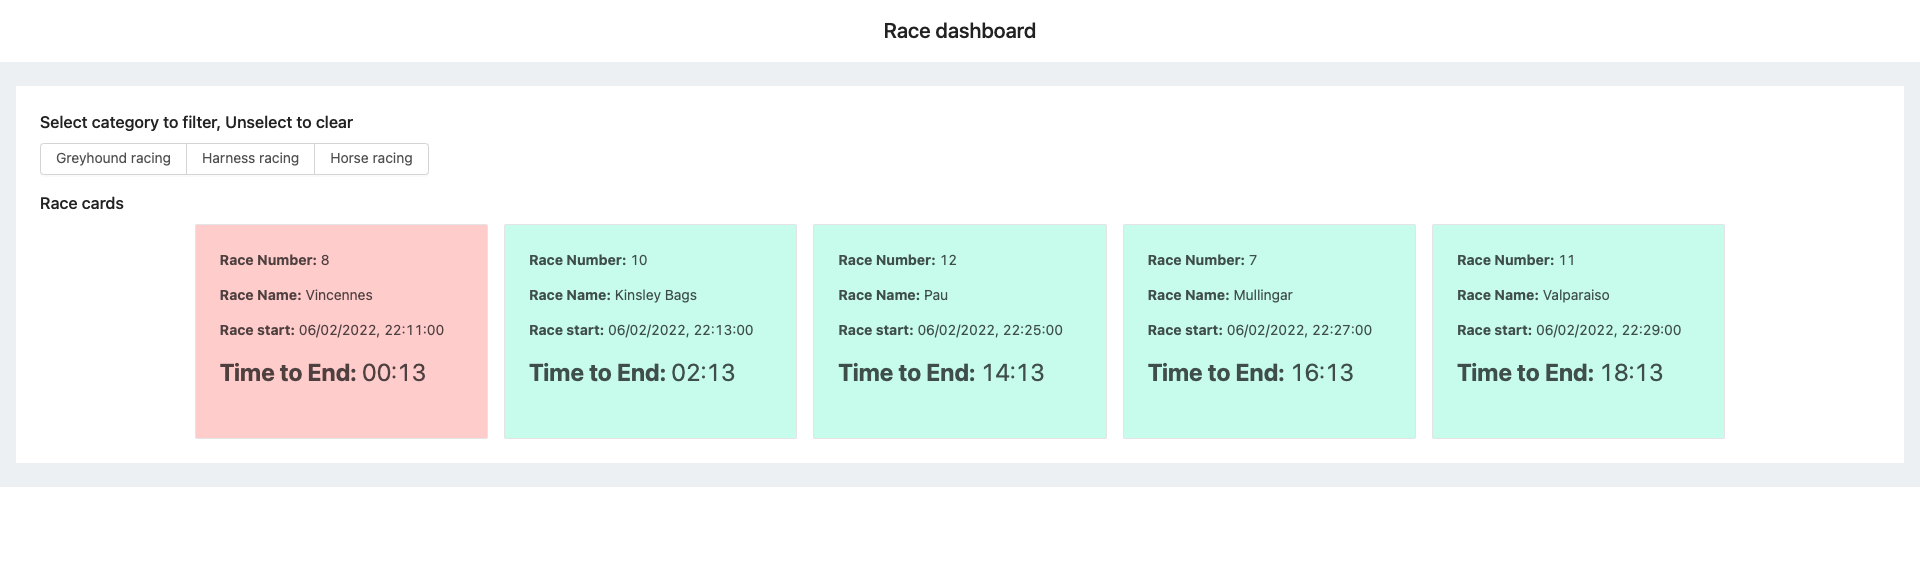 Race dashboard
Select category to filter, Unselect to clear
Greyhound racing
Harness racing
Horse racing
Race cards
Race Number: 8
Race Name: Vincennes
Race start: 06/02/2022, 22:11:00
Time to End: 00:13
Race Number: 10
Race Name: Kinsley Bags
Race start: 06/02/2022, 22:13:00
Time to End: 02:13
Race Number: 12
Race Name: Pau
Race start: 06/02/2022, 22:25:00
Time to End: 14:13
Race Number: 7
Race Name: Mullingar
Race start: 06/02/2022, 22:27:00
Time to End: 16:13
Race Number: 11
Race Name: Valparaiso
Race start: 06/02/2022, 22:29:00
Time to End: 18:13